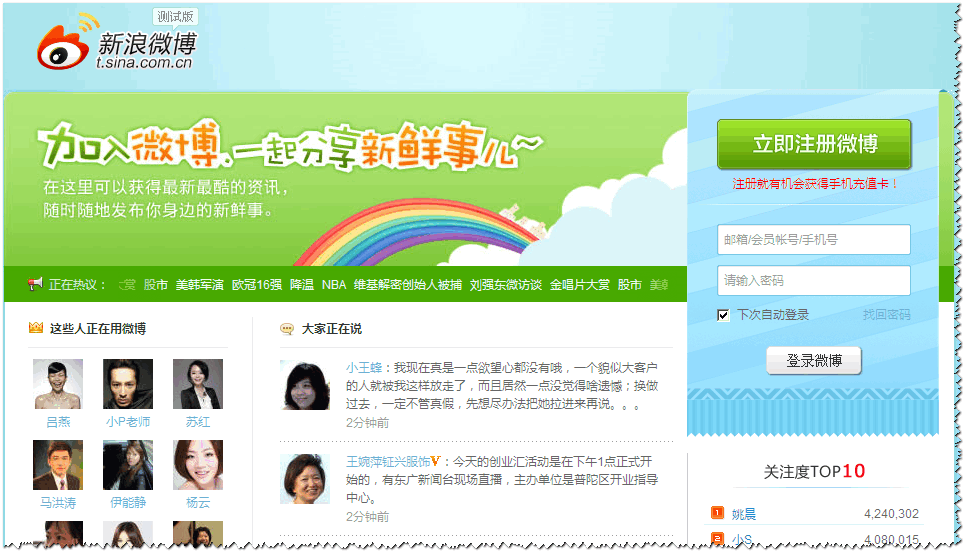 测试版
新浪微博
t.sina.com.cn
加入微博,一起分享新鲜事儿~
在这里可以获得最新最酷的资讯，
随时随地发布你身边的新鲜事。
立即注册微博
注册就有机会获得手机充值卡！
邮箱/会员帐号/手机号
请输入密码
下次自动登录 找回密码
登录微博
正在热议： 股市 美韩军演 欧冠16强 降温 NBA 维基解密创始人被捕 刘强东微访谈 金唱片大赏 股市
这些人正在用微博
吕燕 小P老师 苏红
马洪涛 伊能静 杨云
大家正在说
小王蜂：我现在真是一点欲望心都没有哦，一个貌似大客户
的人就被我这样放走了，而且居然一点没觉得啥遗憾；换做
过去，一定不管真假，先想尽办法把她拉进来再说。。。
2分钟前
王婉萍钲兴服饰V：今天的创业汇活动是在下午1点正式开
始的，有东广新闻台现场直播，主办单位是普陀区开业指导
中心。
2分钟前
关注度TOP10
1 姚晨 4,240,302
2 小S 4,080,015